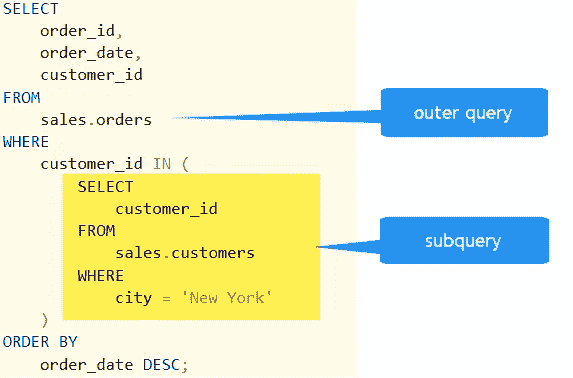 SELECT
order_id,
order_date,
customer_id
FROM
sales.orders
outer query
WHERE
customer_id IN (
SELECT
customer_id
FROM
sales.customers
subquery
WHERE
city = 'New York'
)
ORDER BY
order_date DESC;